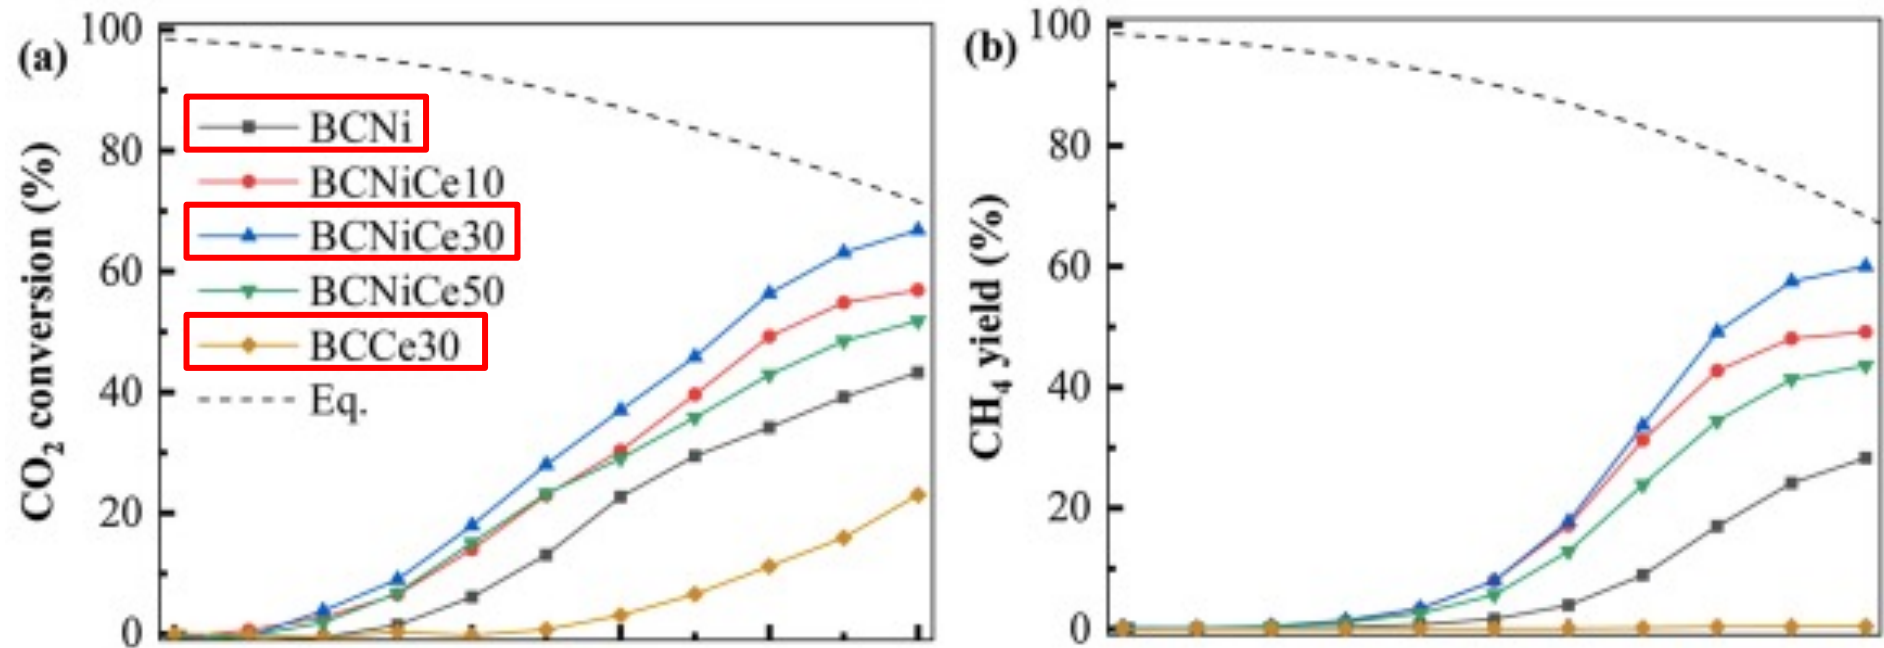 (a)
CO₂ conversion (%)
100
80
60
40
20
0
BCNi
BCNiCe10
BCNiCe30
BCNiCe50
BCCe30
Eq.
(b)
CH₄ yield (%)
100
80
60
40
20
0